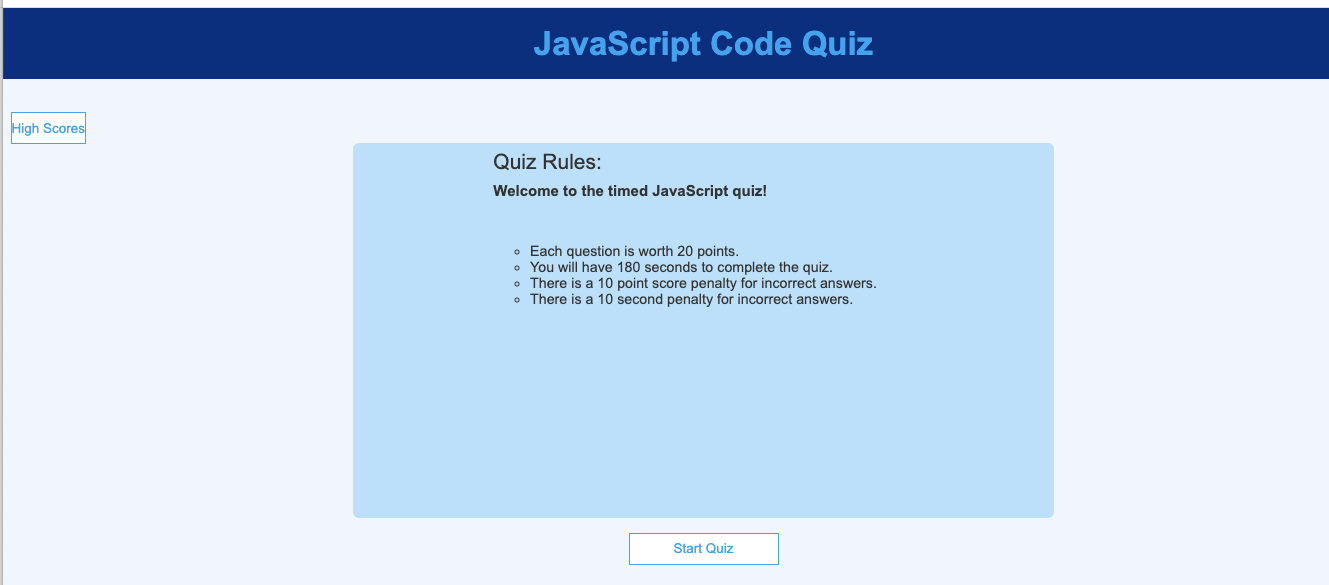 JavaScript Code Quiz
High Scores
Quiz Rules:
Welcome to the timed JavaScript quiz!
Each question is worth 20 points.
You will have 180 seconds to complete the quiz.
There is a 10 point score penalty for incorrect answers.
There is a 10 second penalty for incorrect answers.
Start Quiz